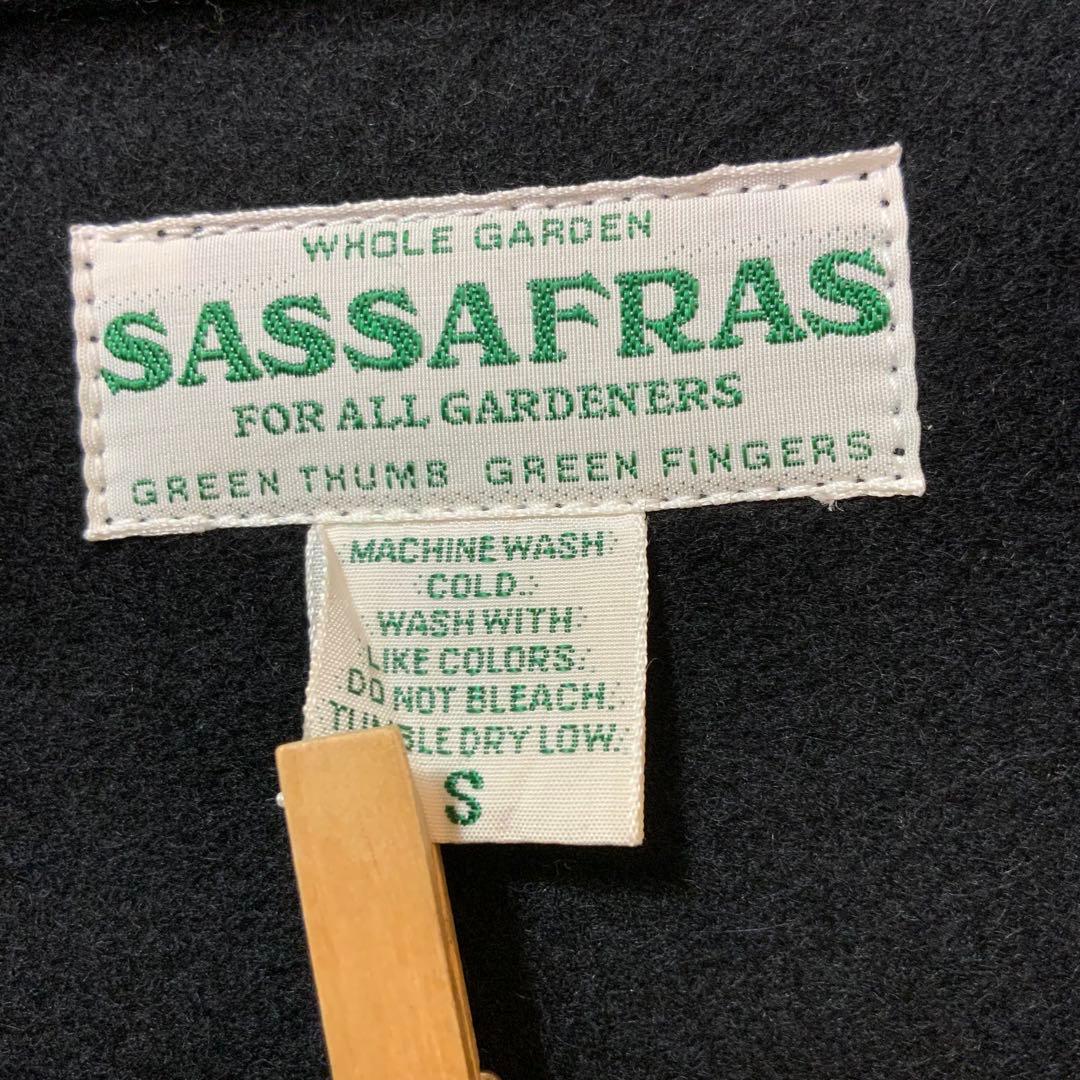 WHOLE GARDEN
SASSAFRAS
FOR ALL GARDENERS
GREEN THUMB GREEN FINGERS
MACHINE WASH
COLD.
WASH WITH
LIKE COLORS.
DO NOT BLEACH.
TUMBLE DRY LOW.
S